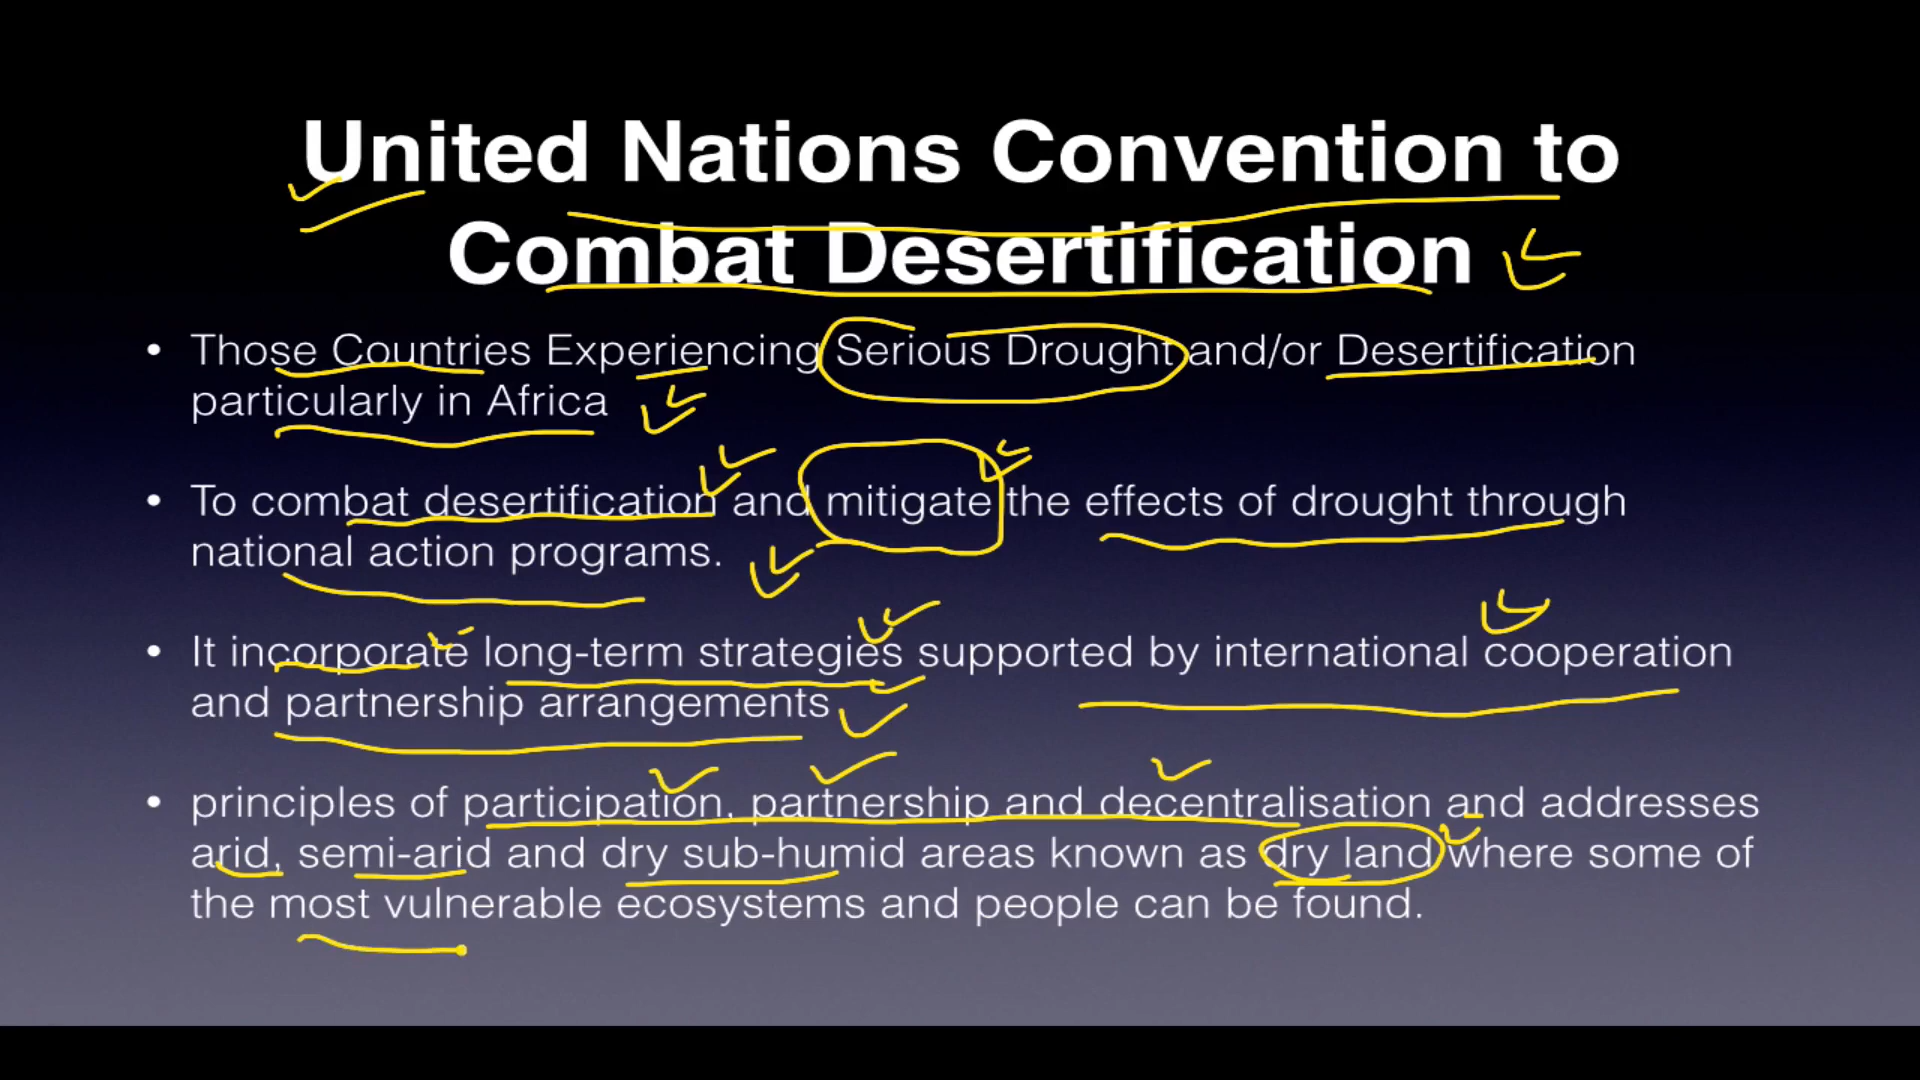 United Nations Convention to
Combat Desertification
• Those Countries Experiencing Serious Drought and/or Desertification
particularly in Africa
• To combat desertification and mitigate the effects of drought through
national action programs.
• It incorporate long-term strategies supported by international cooperation
and partnership arrangements
• principles of participation, partnership and decentralisation and addresses
arid, semi-arid and dry sub-humid areas known as dry land where some of
the most vulnerable ecosystems and people can be found.